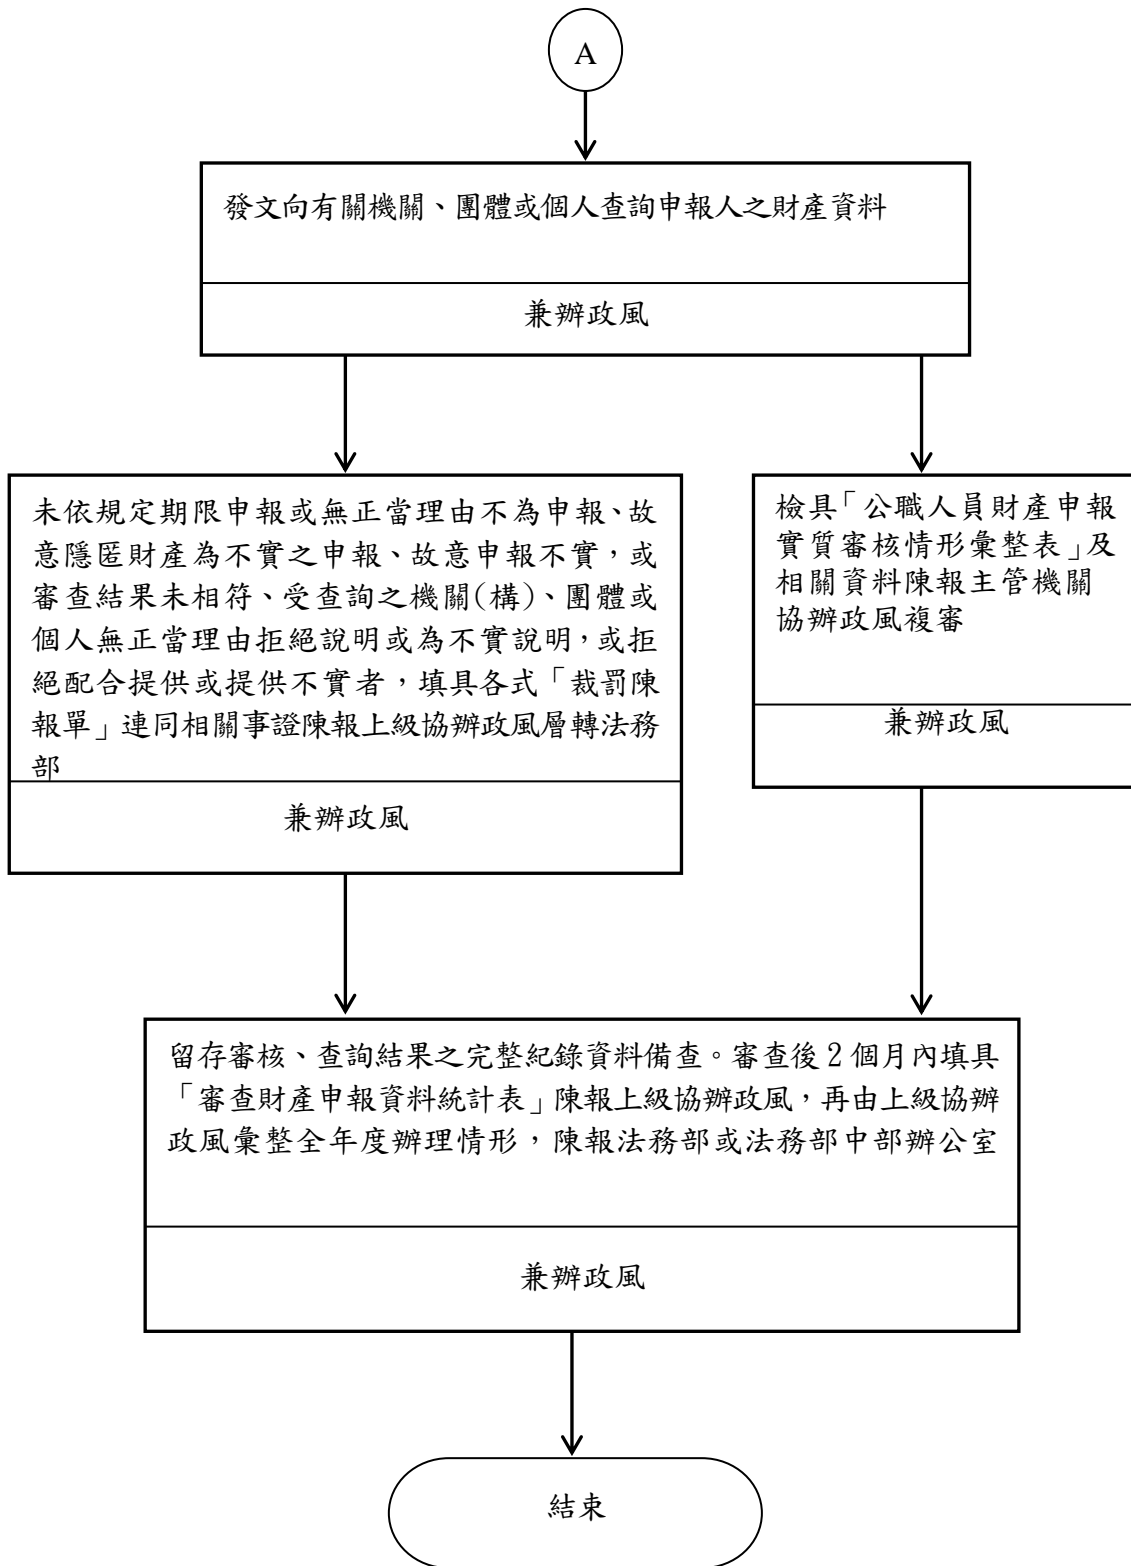 A
發文向有關機關、團體或個人查詢申報人之財產資料
兼辦政風
未依規定期限申報或無正當理由不為申報、故
意隱匿財產為不實之申報、故意申報不實，或
審查結果未相符、受查詢之機關(構)、團體或
個人無正當理由拒絕說明或為不實說明，或拒
絕配合提供或提供不實者，填具各式「裁罰陳
報單」連同相關事證陳報上級協辦政風層轉法務
部
兼辦政風
檢具「公職人員財產申報
實質審核情形彙整表」及
相關資料陳報主管機關
協辦政風複審
兼辦政風
留存審核、查詢結果之完整紀錄資料備查。審查後 2 個月內填具
「審查財產申報資料統計表」陳報上級協辦政風，再由上級協辦
政風彙整全年度辦理情形，陳報法務部或法務部中部辦公室
兼辦政風
結束